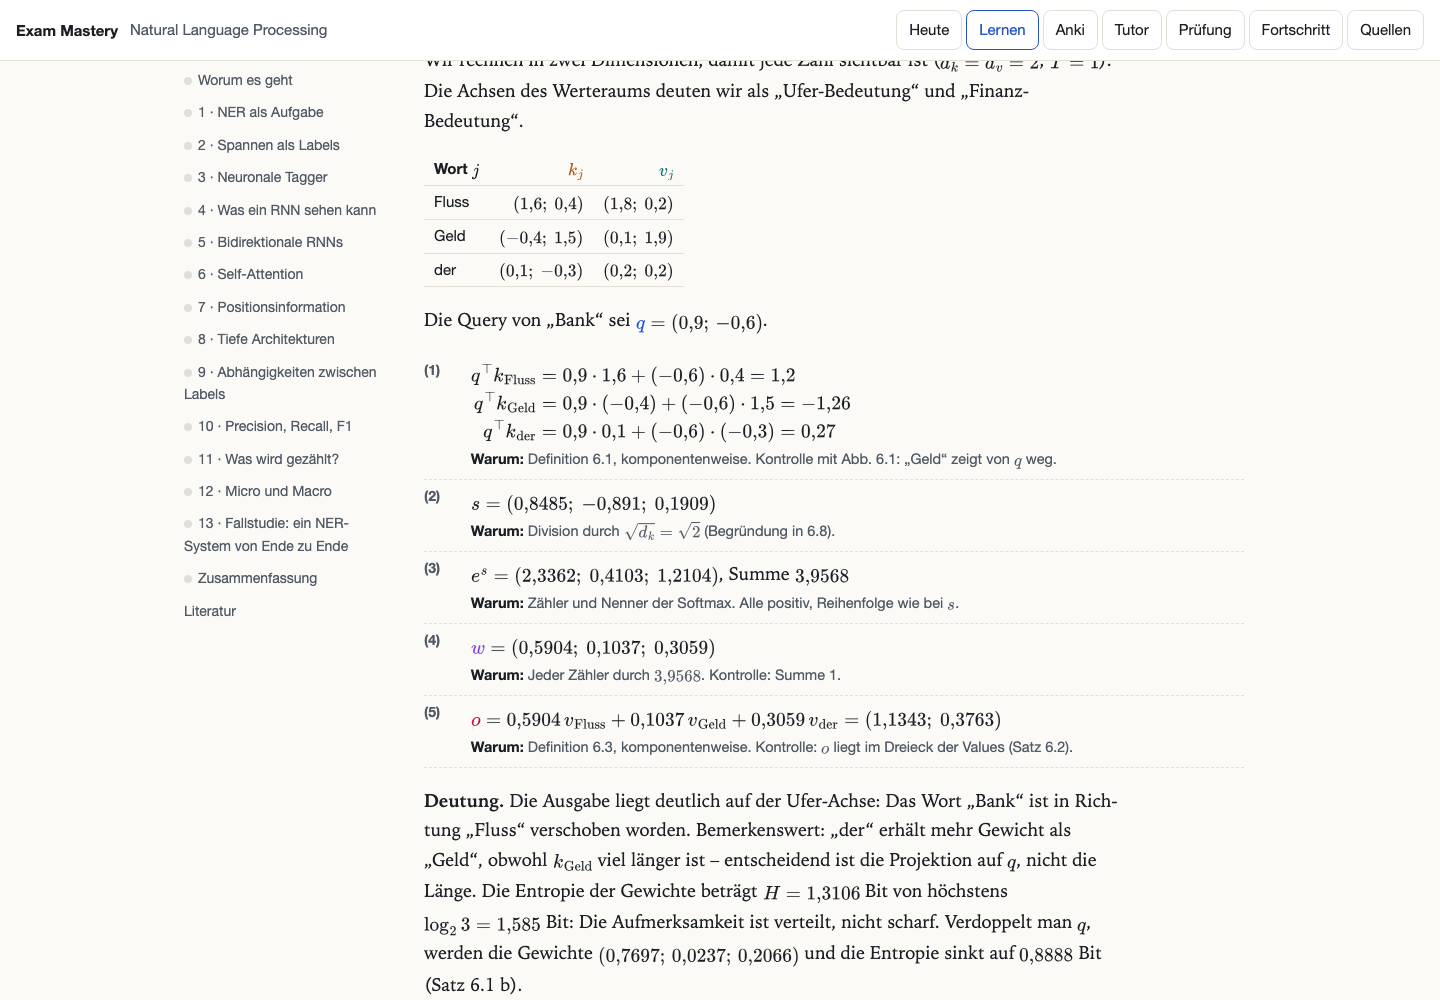 Exam Mastery Natural Language Processing
Heute Lernen Anki Tutor Prüfung Fortschritt Quellen
Worum es geht
1 · NER als Aufgabe
2 · Spannen als Labels
3 · Neuronale Tagger
4 · Was ein RNN sehen kann
5 · Bidirektionale RNNs
6 · Self-Attention
7 · Positionsinformation
8 · Tiefe Architekturen
9 · Abhängigkeiten zwischen
Labels
10 · Precision, Recall, F1
11 · Was wird gezählt?
12 · Micro und Macro
13 · Fallstudie: ein NER-
System von Ende zu Ende
Zusammenfassung
Literatur
Wir rechnen in zwei Dimensionen, damit jede Zahl sichtbar ist (d_k = d_v = 2, T = 1).
Die Achsen des Werteraums deuten wir als „Ufer-Bedeutung“ und „Finanz-
Bedeutung“.
Wort j k_j v_j
Fluss (1,6; 0,4) (1,8; 0,2)
Geld (−0,4; 1,5) (0,1; 1,9)
der (0,1; −0,3) (0,2; 0,2)
Die Query von „Bank“ sei q = (0,9; −0,6).
(1) q⊤k_Fluss = 0,9 · 1,6 + (−0,6) · 0,4 = 1,2
q⊤k_Geld = 0,9 · (−0,4) + (−0,6) · 1,5 = −1,26
q⊤k_der = 0,9 · 0,1 + (−0,6) · (−0,3) = 0,27
Warum: Definition 6.1, komponentenweise. Kontrolle mit Abb. 6.1: „Geld“ zeigt von q weg.
(2) s = (0,8485; −0,891; 0,1909)
Warum: Division durch √d_k = √2 (Begründung in 6.8).
(3) e^s = (2,3362; 0,4103; 1,2104), Summe 3,9568
Warum: Zähler und Nenner der Softmax. Alle positiv, Reihenfolge wie bei s.
(4) w = (0,5904; 0,1037; 0,3059)
Warum: Jeder Zähler durch 3,9568. Kontrolle: Summe 1.
(5) o = 0,5904 v_Fluss + 0,1037 v_Geld + 0,3059 v_der = (1,1343; 0,3763)
Warum: Definition 6.3, komponentenweise. Kontrolle: o liegt im Dreieck der Values (Satz 6.2).
Deutung. Die Ausgabe liegt deutlich auf der Ufer-Achse: Das Wort „Bank“ ist in Rich-
tung „Fluss“ verschoben worden. Bemerkenswert: „der“ erhält mehr Gewicht als
„Geld“, obwohl k_Geld viel länger ist – entscheidend ist die Projektion auf q, nicht die
Länge. Die Entropie der Gewichte beträgt H = 1,3106 Bit von höchstens
log₂ 3 = 1,585 Bit: Die Aufmerksamkeit ist verteilt, nicht scharf. Verdoppelt man q,
werden die Gewichte (0,7697; 0,0237; 0,2066) und die Entropie sinkt auf 0,8888 Bit
(Satz 6.1 b).